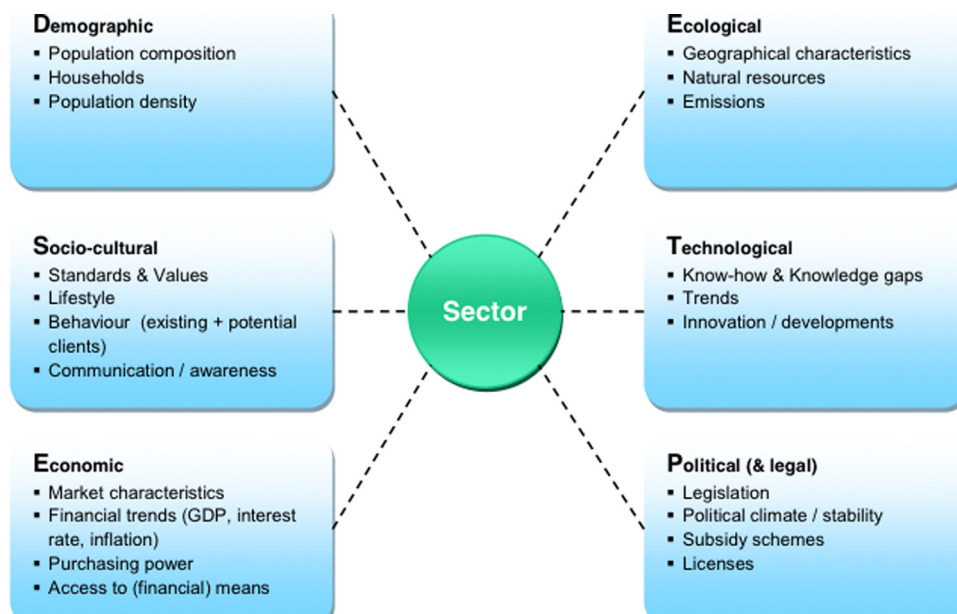 Demographic
▪ Population composition
▪ Households
▪ Population density
Ecological
▪ Geographical characteristics
▪ Natural resources
▪ Emissions
Socio-cultural
▪ Standards & Values
▪ Lifestyle
▪ Behaviour (existing + potential
clients)
▪ Communication / awareness
Sector
Technological
▪ Know-how & Knowledge gaps
▪ Trends
▪ Innovation / developments
Economic
▪ Market characteristics
▪ Financial trends (GDP, interest
rate, inflation)
▪ Purchasing power
▪ Access to (financial) means
Political (& legal)
▪ Legislation
▪ Political climate / stability
▪ Subsidy schemes
▪ Licenses